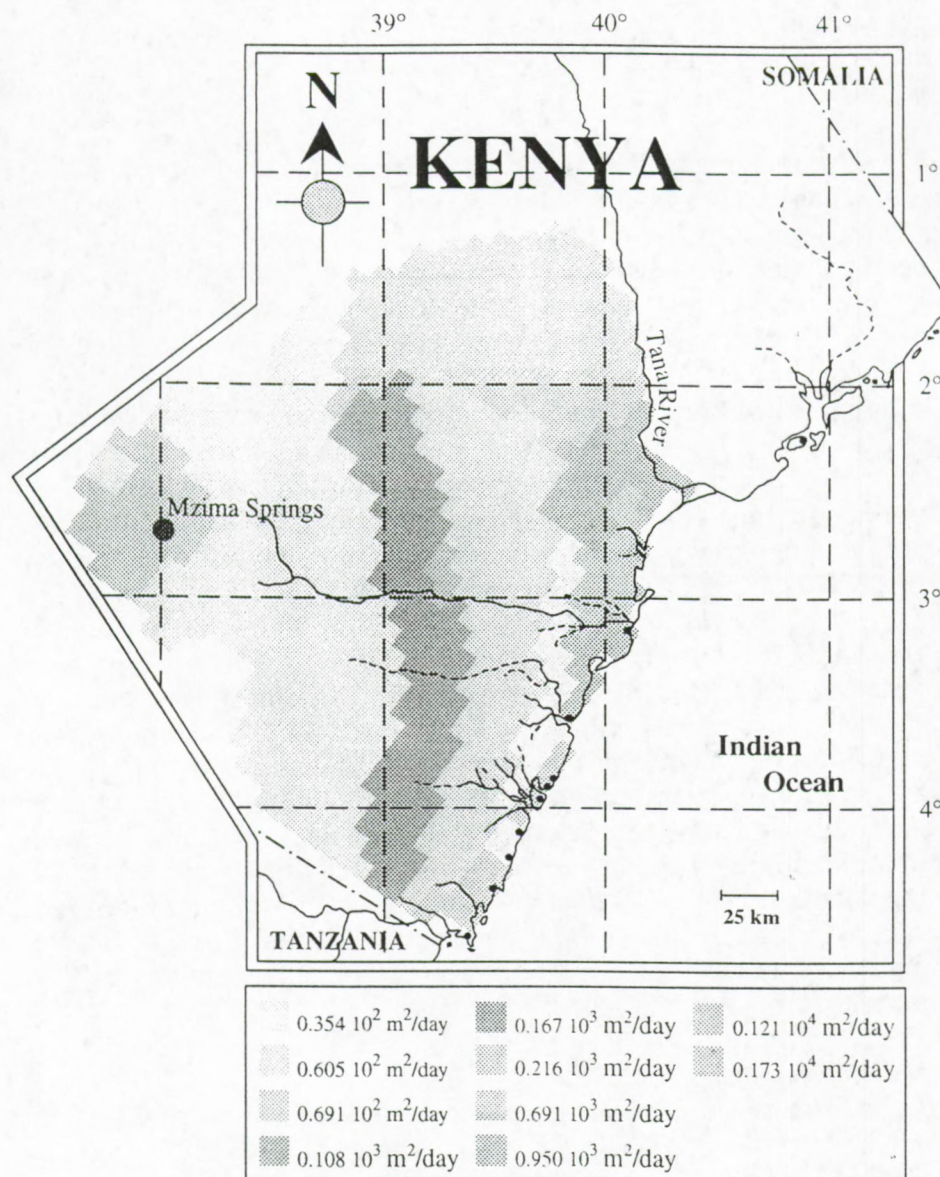 39° 40° 41°
SOMALIA
N
KENYA
1°
Tana River
2°
Mzima Springs
3°
Indian
Ocean
4°
25 km
TANZANIA
0.354 10² m²/day
0.605 10² m²/day
0.691 10² m²/day
0.108 10³ m²/day
0.167 10³ m²/day
0.216 10³ m²/day
0.691 10³ m²/day
0.950 10³ m²/day
0.121 10⁴ m²/day
0.173 10⁴ m²/day